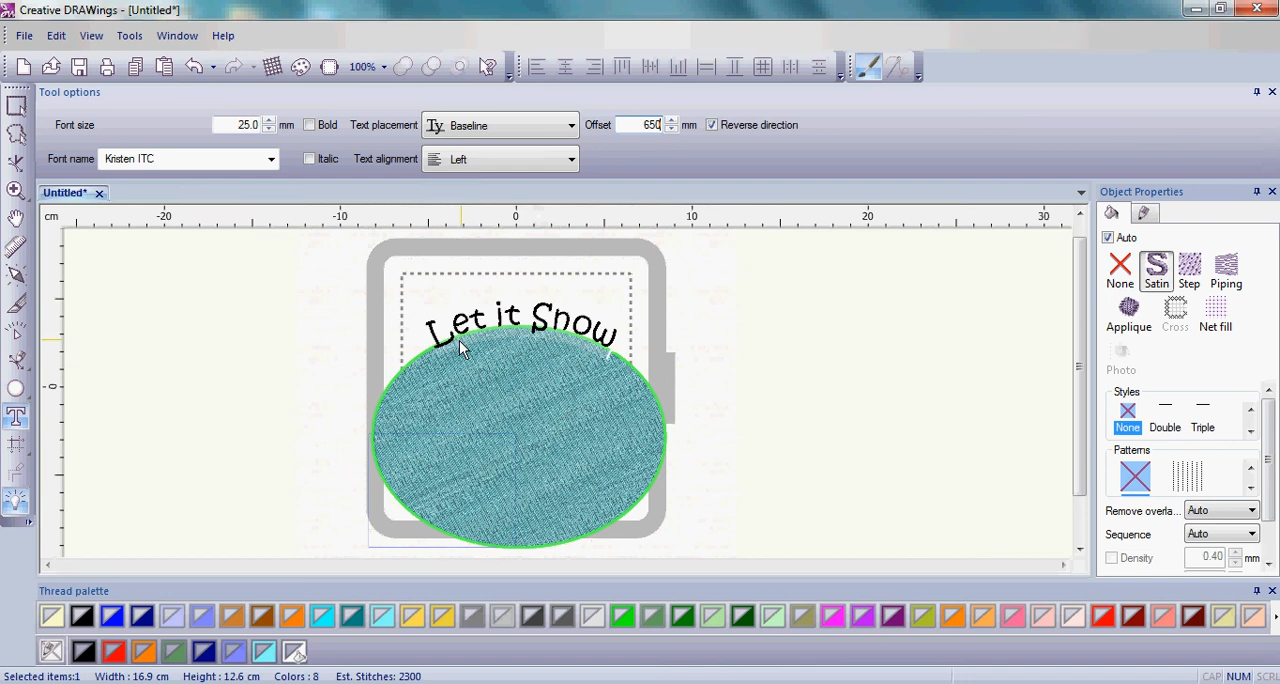 Creative DRAWings - [Untitled*]
File Edit View Tools Window Help
100%
Tool options
Font size 25.0 mm Bold Text placement Ty Baseline Offset 650 mm Reverse direction
Font name Kristen ITC Italic Text alignment Left
Untitled*
cm -20 -10 0 10 20 30
Object Properties
Auto
None Satin Step Piping
Applique Cross Net fill
Photo
Styles
None Double Triple
Patterns
Remove overla... Auto
Sequence Auto
Density 0.40 mm
0
Let it Snow
Thread palette
Selected items:1 Width : 16.9 cm Height : 12.6 cm Colors : 8 Est. Stitches: 2300 CAP NUM SCRL